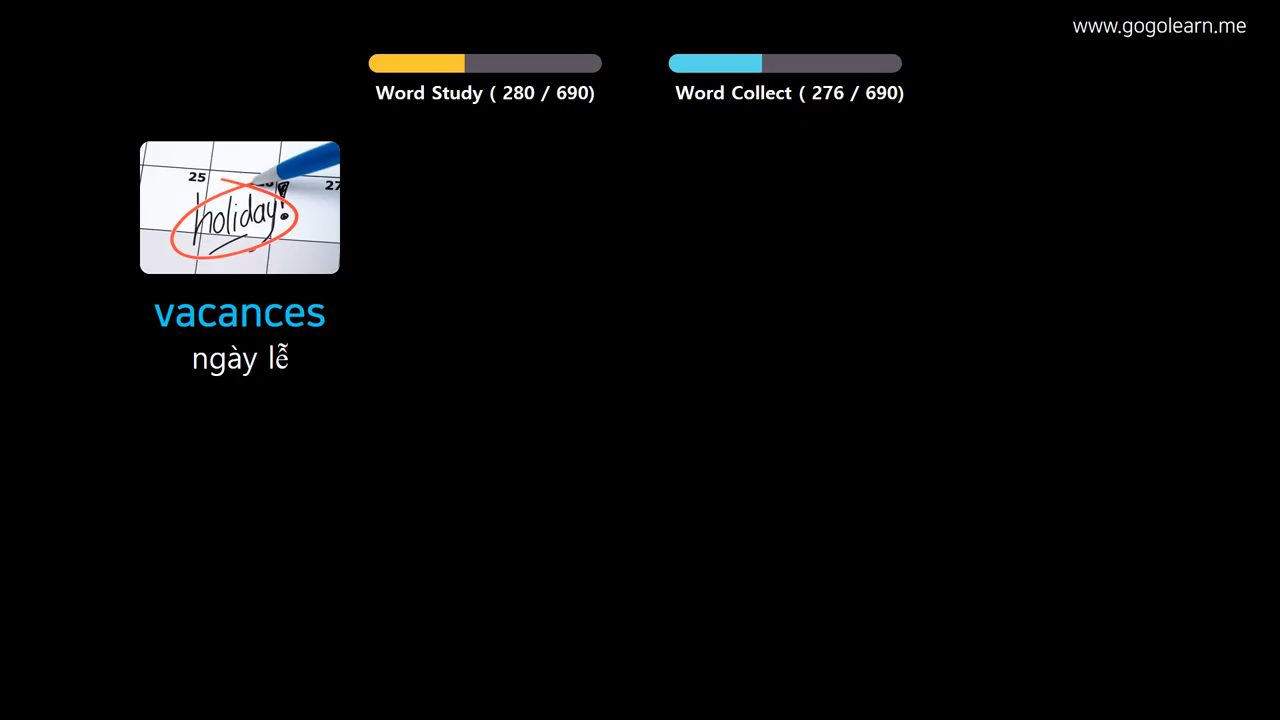 www.gogolearn.me
Word Study ( 280 / 690)
Word Collect ( 276 / 690)
25
27
holiday!
vacances
ngày lễ